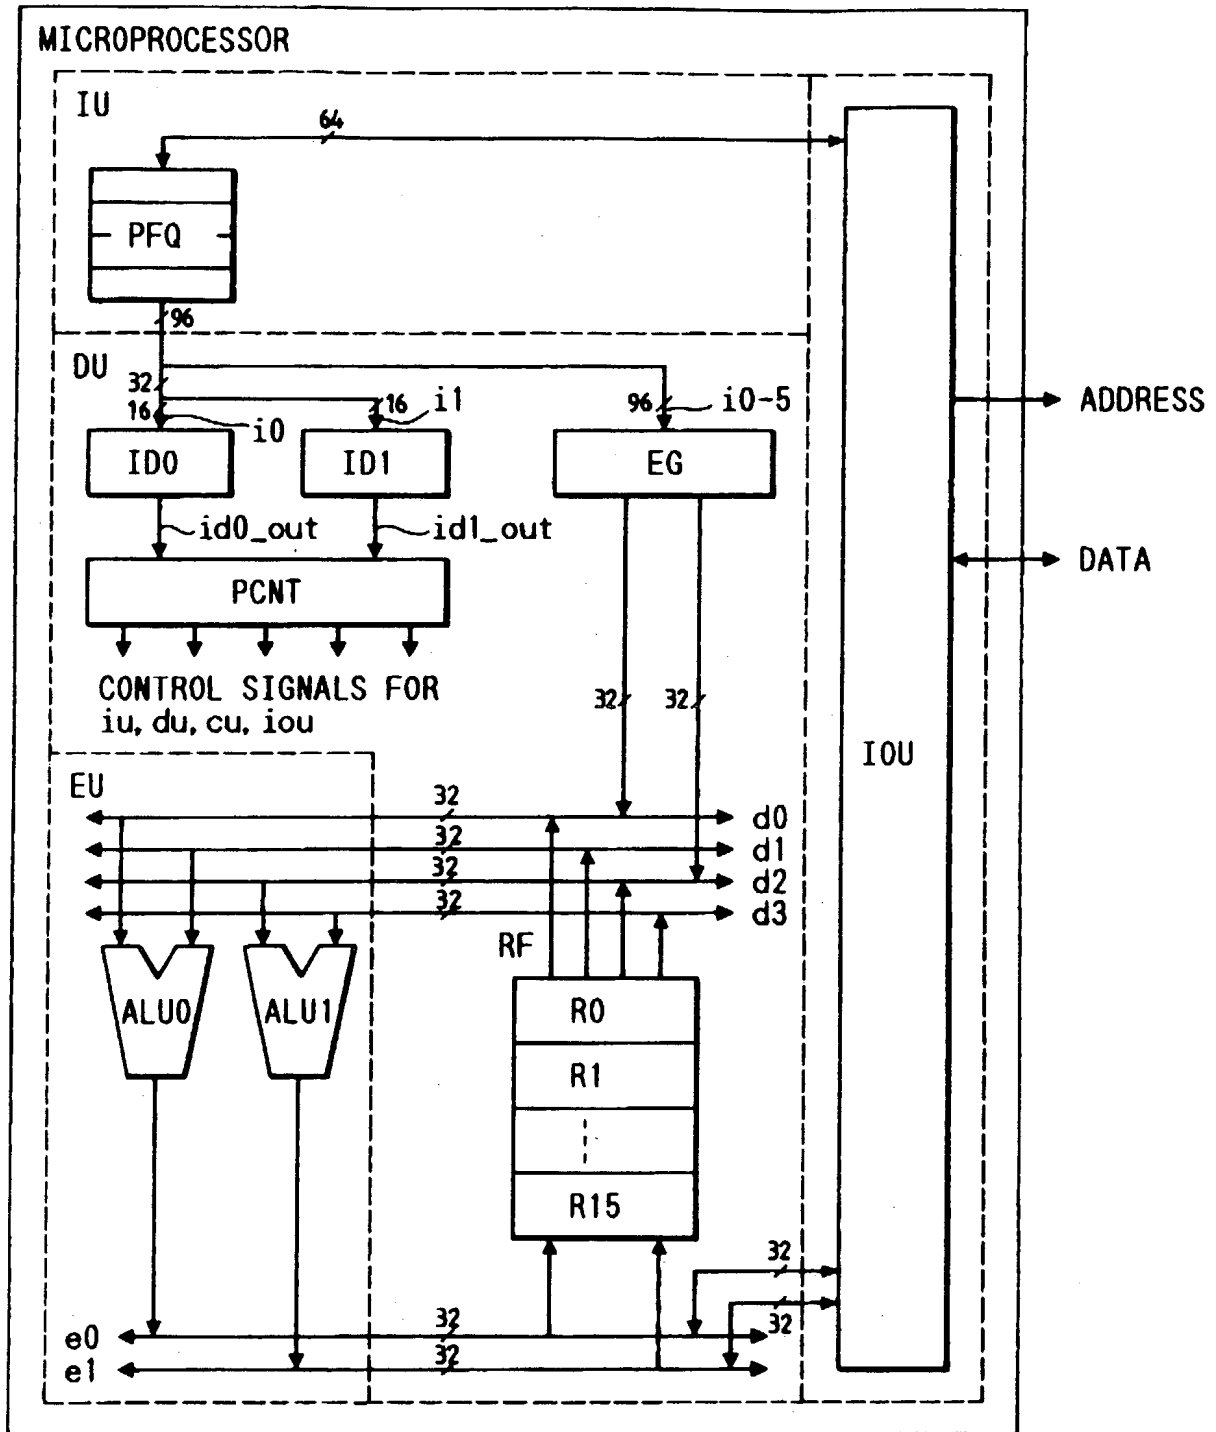 MICROPROCESSOR
IU
64
PFQ
96
DU
32
16
i0
16
i1
96
i0-5
ADDRESS
ID0
ID1
EG
id0_out
id1_out
DATA
PCNT
CONTROL SIGNALS FOR
iu, du, cu, iou
32
32
IOU
EU
32
d0
32
d1
32
d2
32
d3
RF
ALU0
ALU1
R0
R1
R15
32
32
e0
32
e1
32